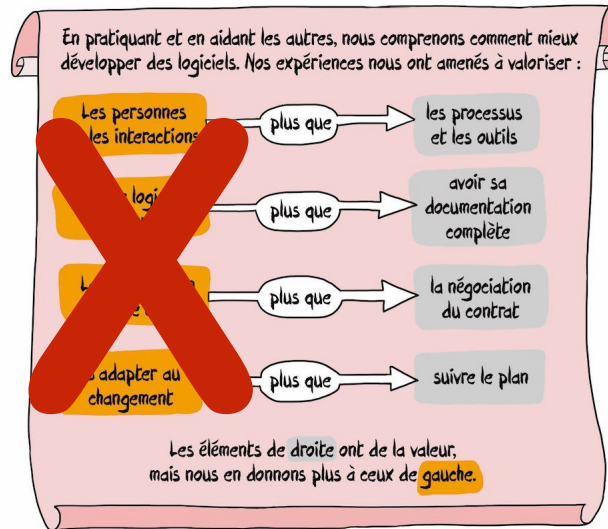 En pratiquant et en aidant les autres, nous comprenons comment mieux
développer des logiciels. Nos expériences nous ont amenés à valoriser :
Les personnes
les interactions
plus que
les processus
et les outils
plus que
avoir sa
documentation
complète
plus que
la négociation
du contrat
adapter au
changement
plus que
suivre le plan
Les éléments de droite ont de la valeur,
mais nous en donnons plus à ceux de gauche.